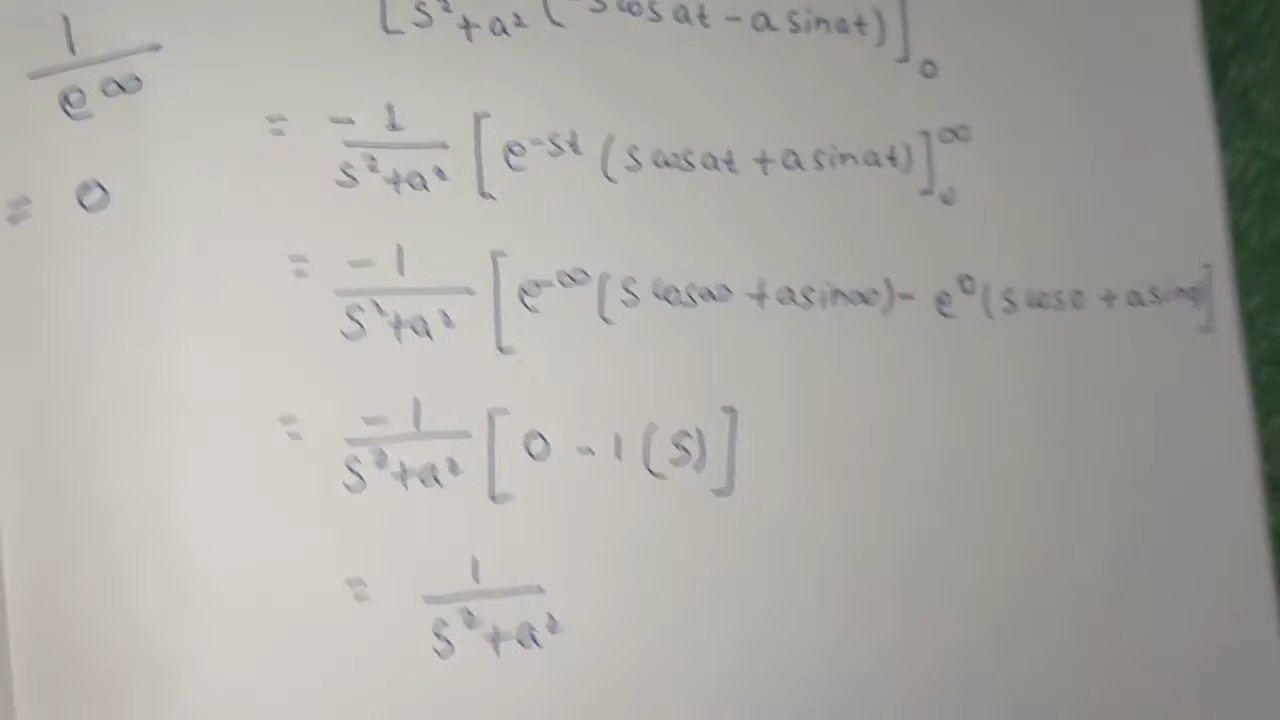 [ s²+a² (-s cos at - a sin at) ]₀
1/e^∞
= -1/(s²+a²) [ e^-st (s cos at + a sin at) ]₀^∞
= 0
= -1/(s²+a²) [ e^-∞ (s cos ∞ + a sin ∞) - e⁰ (s cos 0 + a sin ]
= -1/(s²+a²) [ 0 - 1 (s) ]
= 1/(s²+a²)